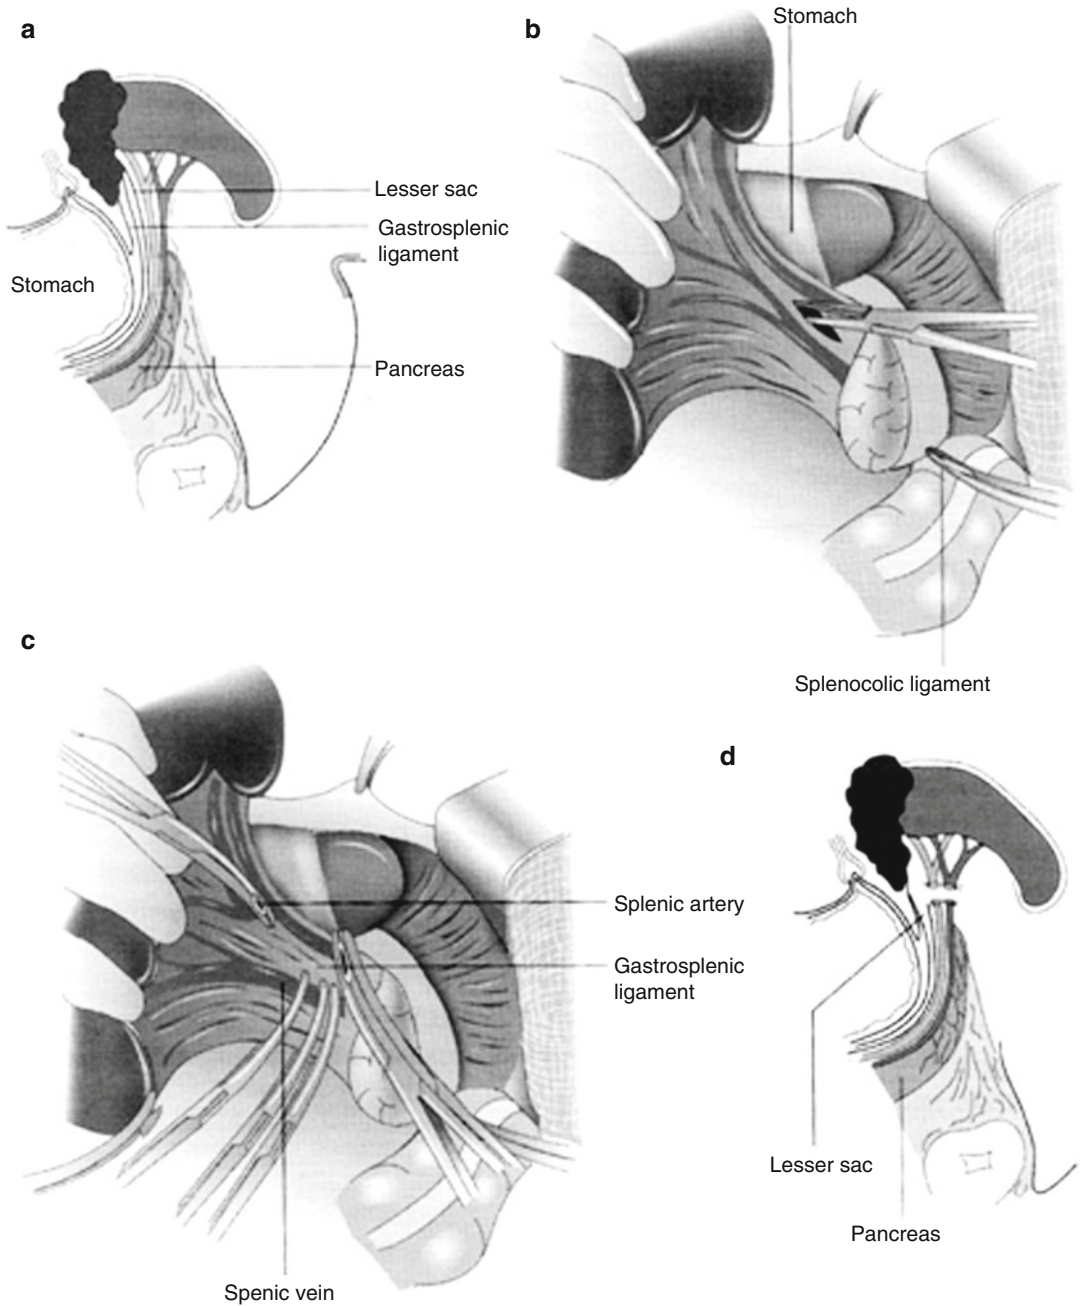 a
Lesser sac
Gastrosplenic
ligament
Stomach
Pancreas
b
Stomach
Splenocolic ligament
c
Splenic artery
Gastrosplenic
ligament
Spenic vein
d
Lesser sac
Pancreas